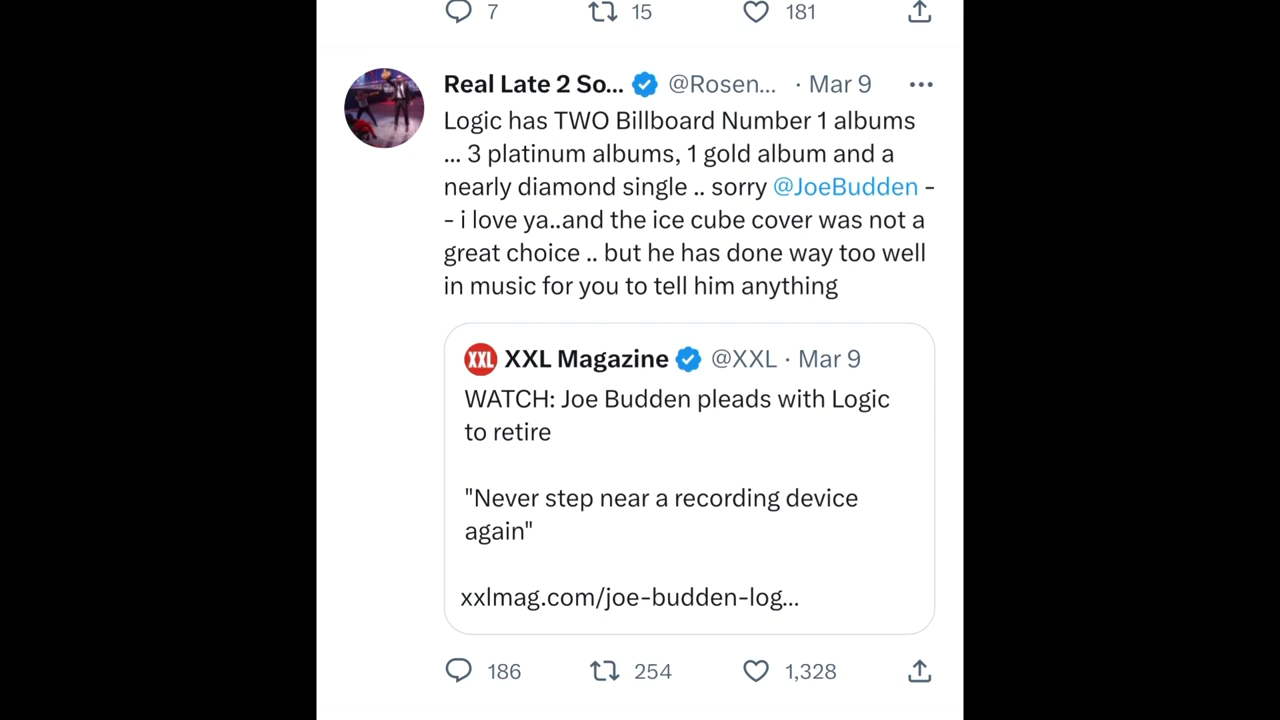 7 15 181
Real Late 2 So... @Rosen... · Mar 9 ...
Logic has TWO Billboard Number 1 albums
... 3 platinum albums, 1 gold album and a
nearly diamond single .. sorry @JoeBudden -
- i love ya..and the ice cube cover was not a
great choice .. but he has done way too well
in music for you to tell him anything
XXL XXL Magazine @XXL · Mar 9
WATCH: Joe Budden pleads with Logic
to retire
"Never step near a recording device
again"
xxlmag.com/joe-budden-log...
186 254 1,328